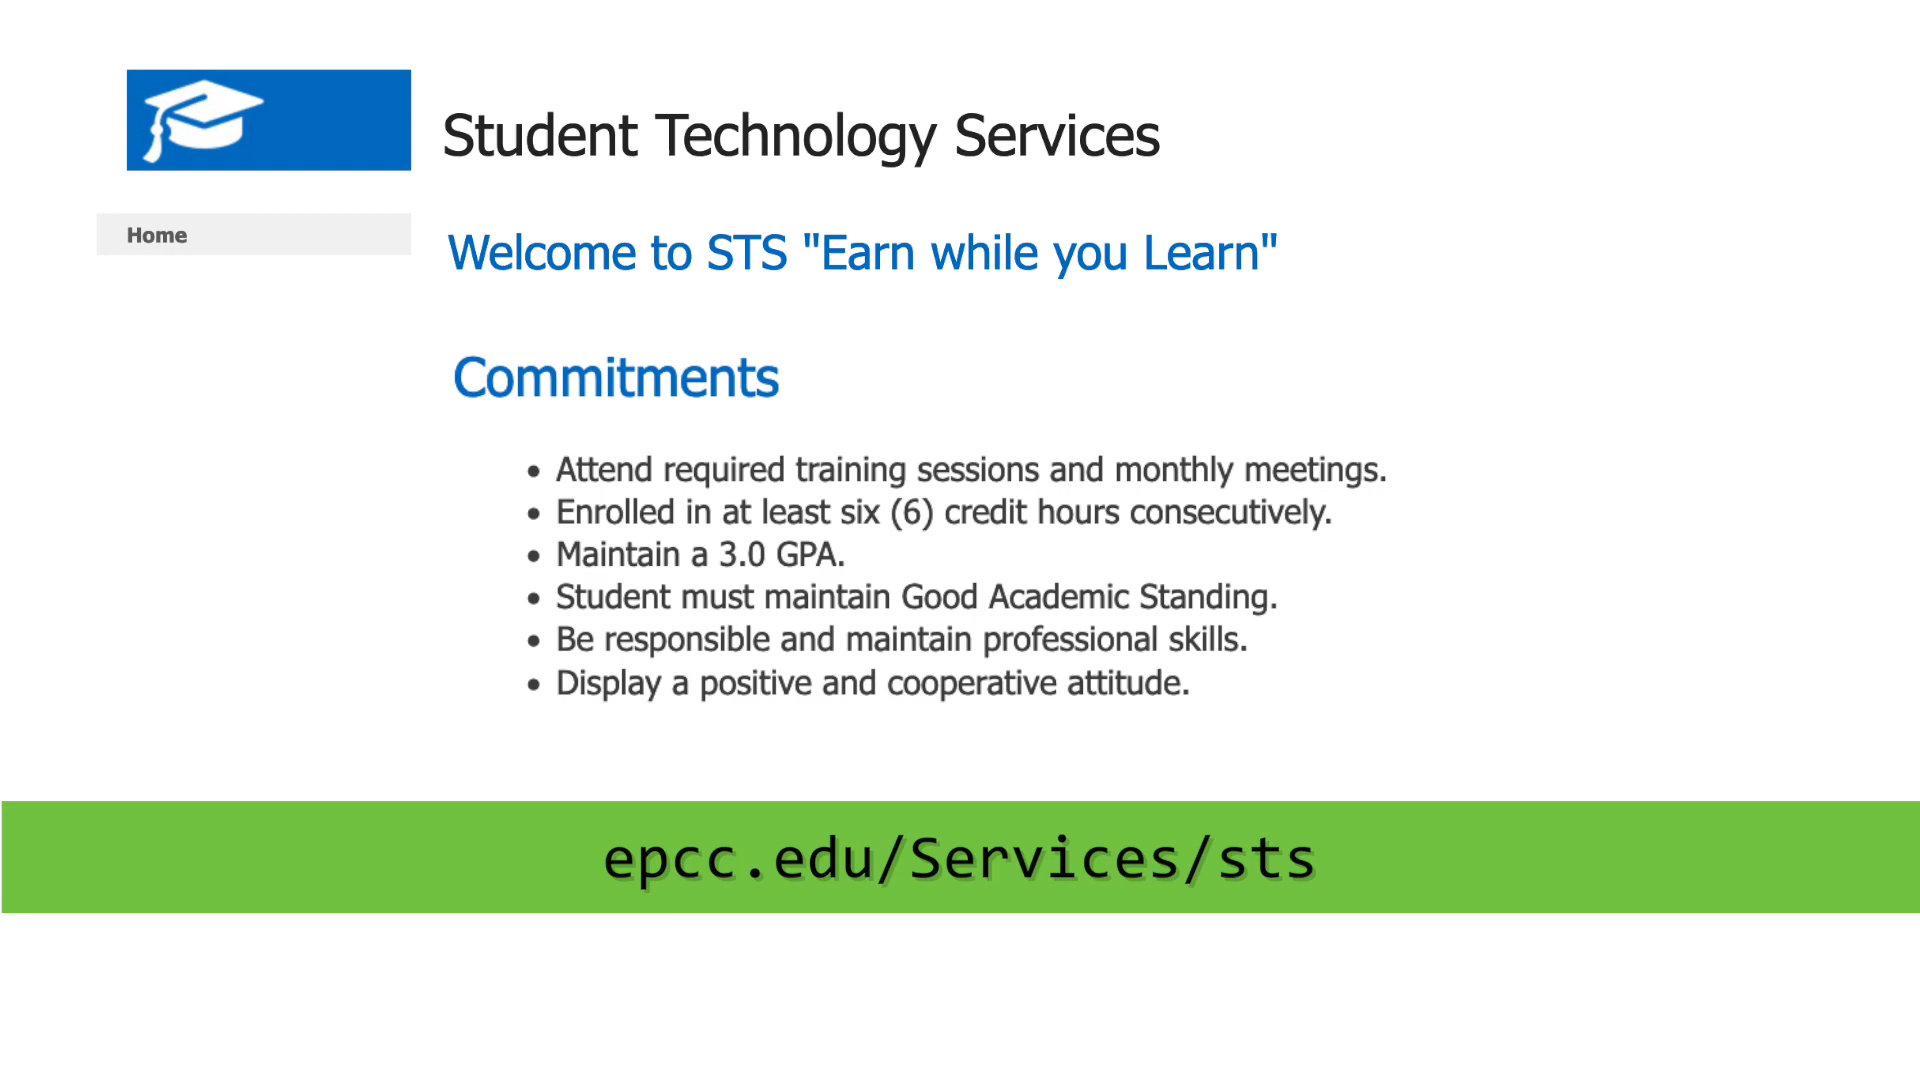 Student Technology Services
Home
Welcome to STS "Earn while you Learn"
Commitments
• Attend required training sessions and monthly meetings.
• Enrolled in at least six (6) credit hours consecutively.
• Maintain a 3.0 GPA.
• Student must maintain Good Academic Standing.
• Be responsible and maintain professional skills.
• Display a positive and cooperative attitude.
epcc.edu/Services/sts